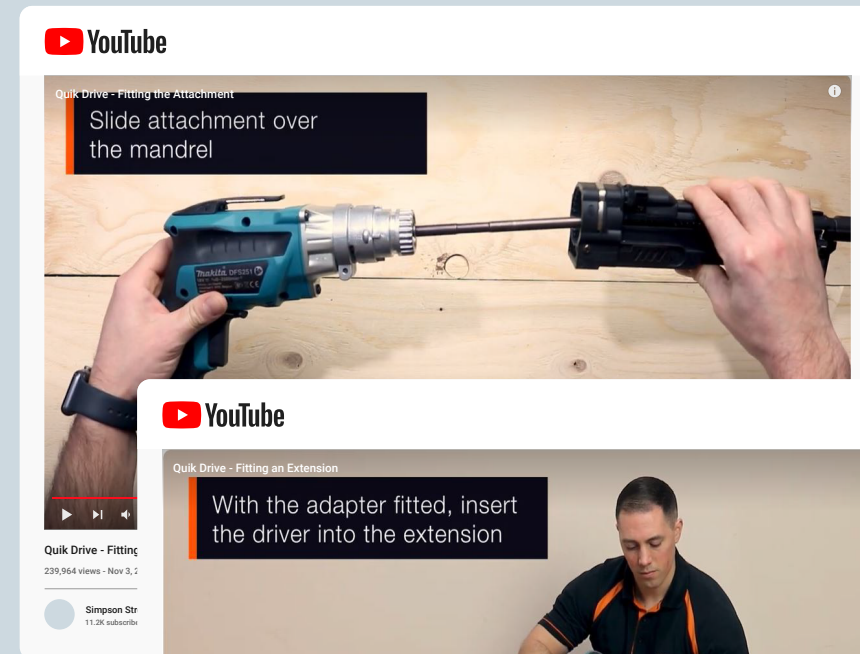 YouTube
Quik Drive - Fitting the Attachment
Slide attachment over
the mandrel
makita DFS251
YouTube
Quik Drive - Fitting an Extension
With the adapter fitted, insert
the driver into the extension
Quik Drive - Fitting
239,964 views - Nov 3, 2
Simpson Str
11.2K subscribe